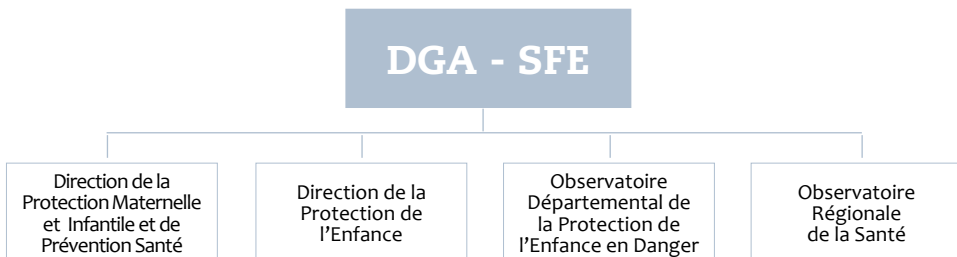 DGA - SFE
Direction de la
Protection Maternelle
et Infantile et de
Prévention Santé
Direction de la
Protection de
l'Enfance
Observatoire
Départemental de
la Protection de
l'Enfance en Danger
Observatoire
Régionale
de la Santé